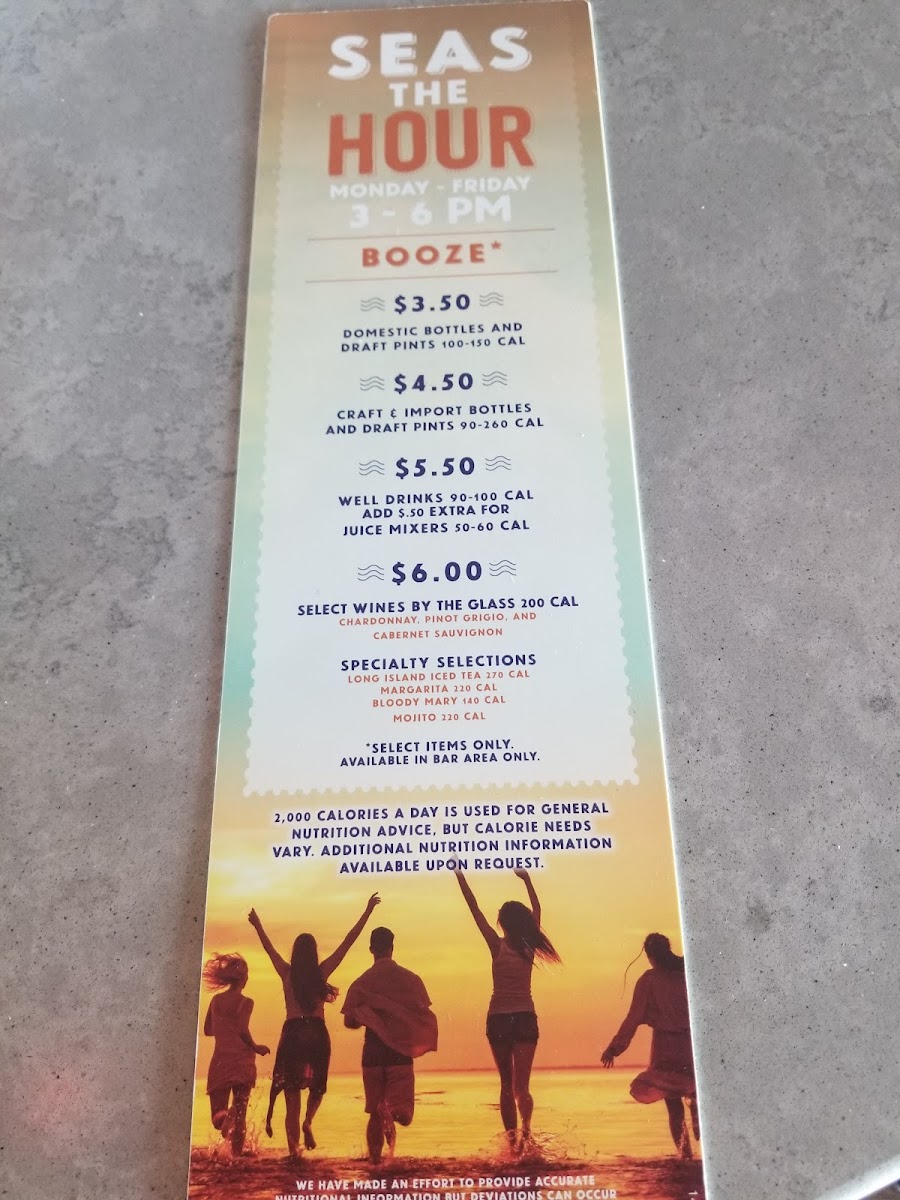 SEAS
THE
HOUR
MONDAY - FRIDAY
3 - 6 PM
BOOZE*
$3.50
DOMESTIC BOTTLES AND
DRAFT PINTS 100-150 CAL
$4.50
CRAFT & IMPORT BOTTLES
AND DRAFT PINTS 90-260 CAL
$5.50
WELL DRINKS 90-100 CAL
ADD $.50 EXTRA FOR
JUICE MIXERS 50-60 CAL
$6.00
SELECT WINES BY THE GLASS 200 CAL
CHARDONNAY, PINOT GRIGIO, AND
CABERNET SAUVIGNON
SPECIALTY SELECTIONS
LONG ISLAND ICED TEA 270 CAL
MARGARITA 220 CAL
BLOODY MARY 140 CAL
MOJITO 220 CAL
*SELECT ITEMS ONLY.
AVAILABLE IN BAR AREA ONLY.
2,000 CALORIES A DAY IS USED FOR GENERAL
NUTRITION ADVICE, BUT CALORIE NEEDS
VARY. ADDITIONAL NUTRITION INFORMATION
AVAILABLE UPON REQUEST.
WE HAVE MADE AN EFFORT TO PROVIDE ACCURATE
NUTRITIONAL INFORMATION BUT DEVIATIONS CAN OCCUR